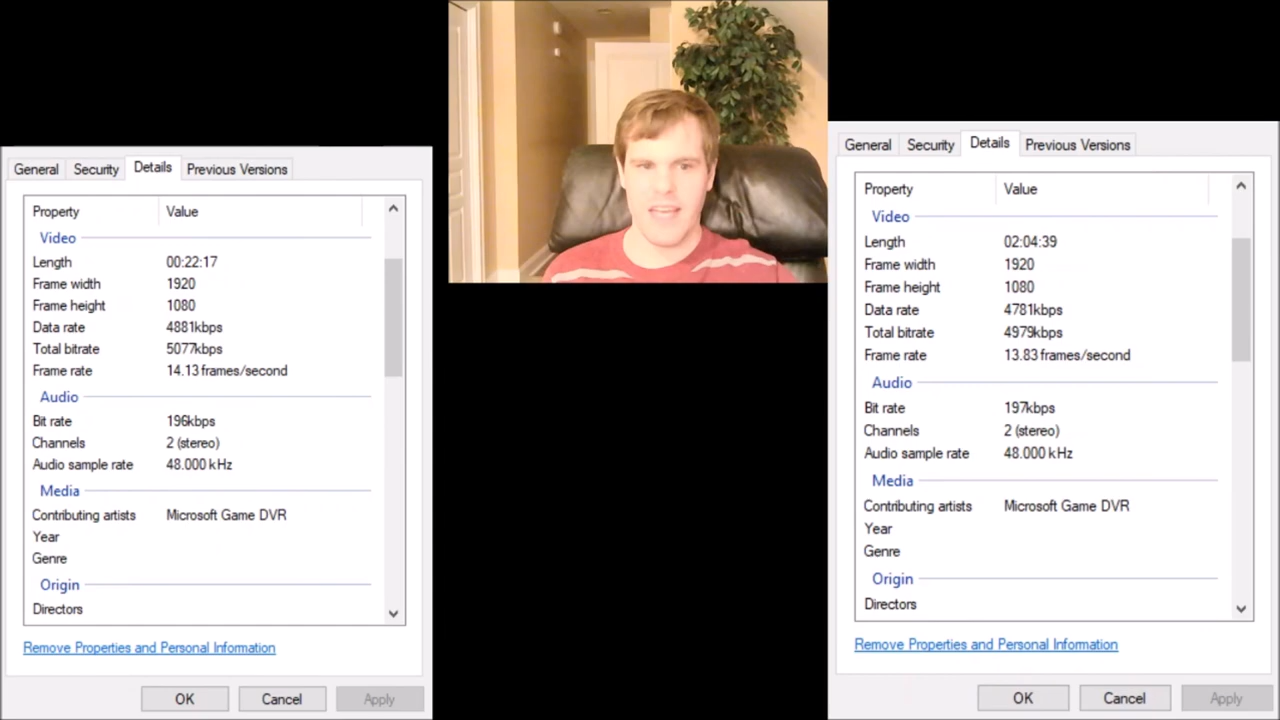 General Security Details Previous Versions
Property Value
Video
Length 00:22:17
Frame width 1920
Frame height 1080
Data rate 4881kbps
Total bitrate 5077kbps
Frame rate 14.13 frames/second
Audio
Bit rate 196kbps
Channels 2 (stereo)
Audio sample rate 48.000 kHz
Media
Contributing artists Microsoft Game DVR
Year
Genre
Origin
Directors
Remove Properties and Personal Information
OK Cancel Apply
General Security Details Previous Versions
Property Value
Video
Length 02:04:39
Frame width 1920
Frame height 1080
Data rate 4781kbps
Total bitrate 4979kbps
Frame rate 13.83 frames/second
Audio
Bit rate 197kbps
Channels 2 (stereo)
Audio sample rate 48.000 kHz
Media
Contributing artists Microsoft Game DVR
Year
Genre
Origin
Directors
Remove Properties and Personal Information
OK Cancel Apply